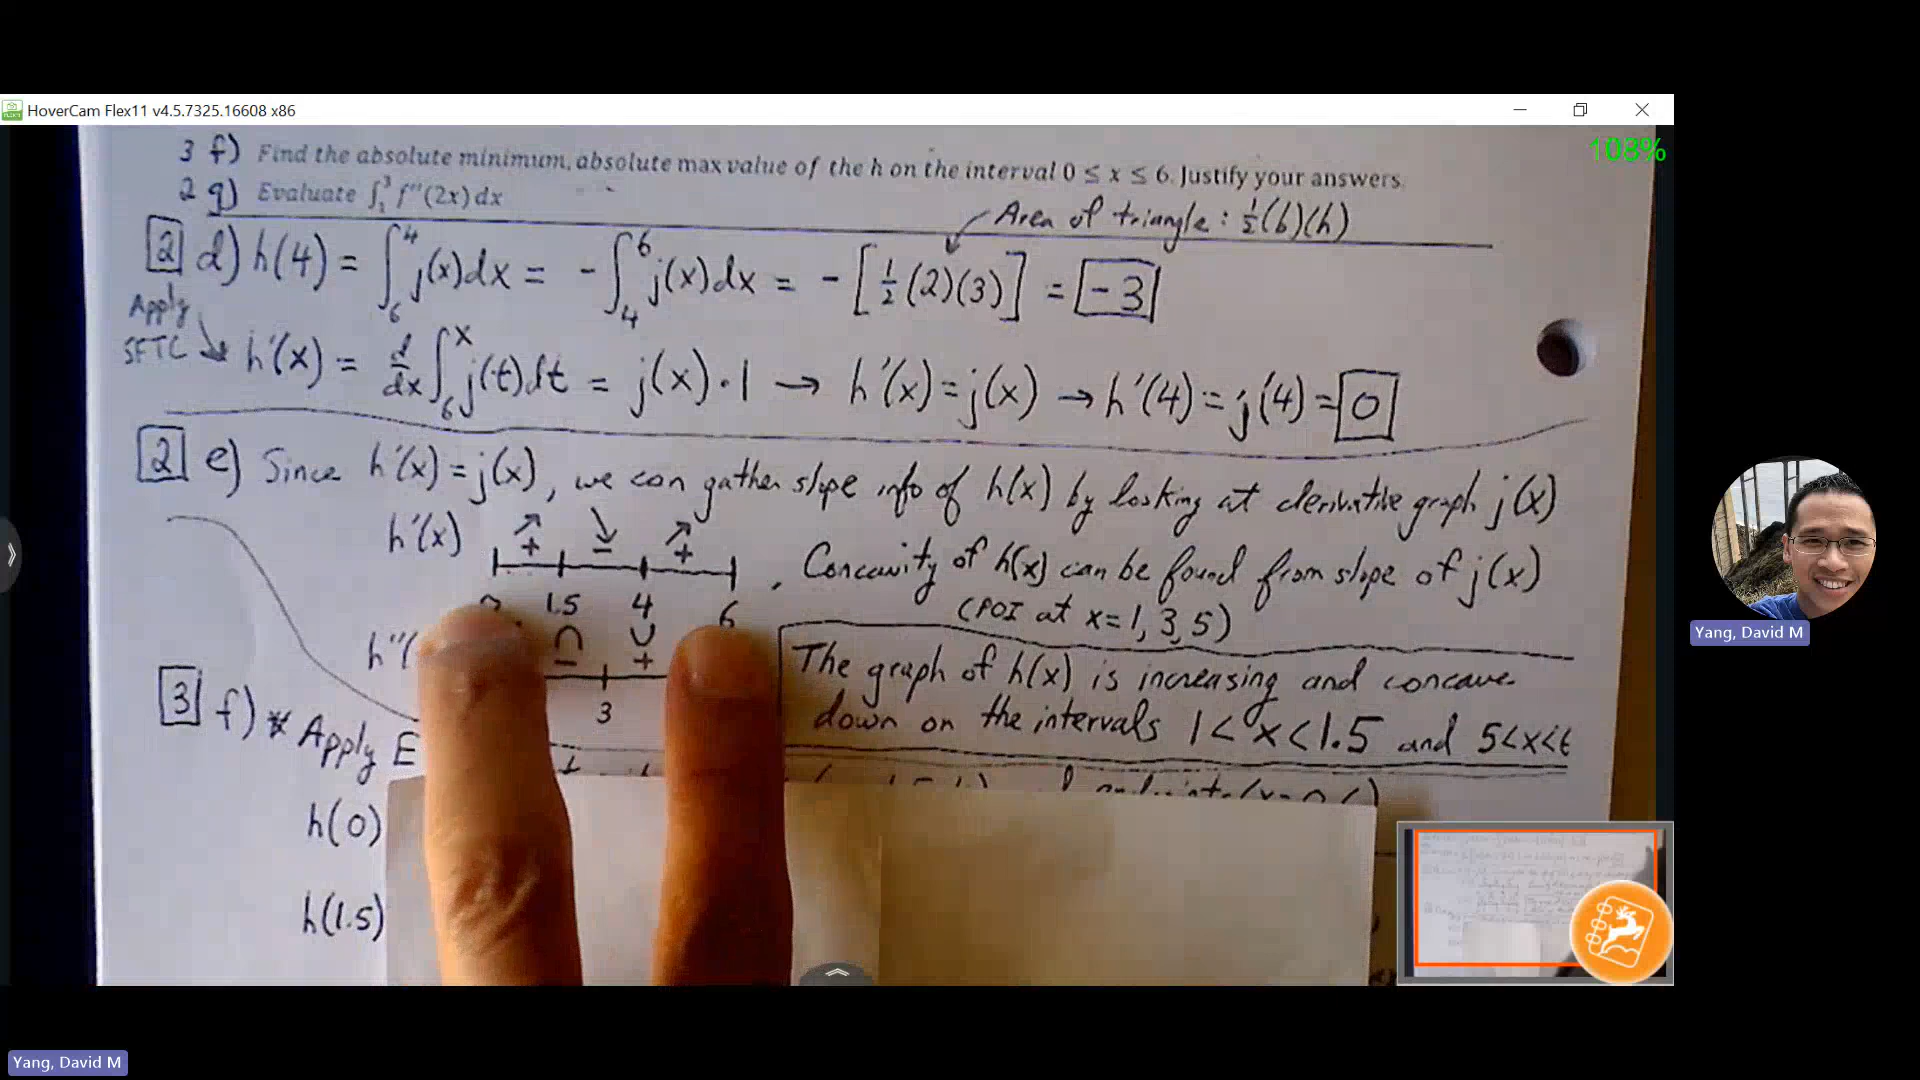 HoverCam Flex11 v4.5.7325.16608 x86
103%
3 f) Find the absolute minimum, absolute max value of the h on the interval 0 ≤ x ≤ 6. Justify your answers.
2 g) Evaluate ∫₁³ f''(2x) dx
Area of triangle: ½(b)(h)
2 d) h(4) = ∫₆⁴ j(x)dx = -∫₄⁶ j(x)dx = -[½(2)(3)] = -3
Apply
SFTC
h'(x) = d/dx ∫₆ˣ j(t)dt = j(x)·1 → h'(x) = j(x) → h'(4) = j(4) = 0
2 e) Since h'(x) = j(x), we can gather slope info of h(x) by looking at derivative graph j(x)
h'(x) + - +
1.5 4 6
Concavity of h(x) can be found from slope of j(x)
(POI at x=1, 3, 5)
h''( - +
3
The graph of h(x) is increasing and concave
down on the intervals 1<x<1.5 and 5<x<6
3 f) * Apply E
h(0)
h(1.5)
Yang, David M
Yang, David M